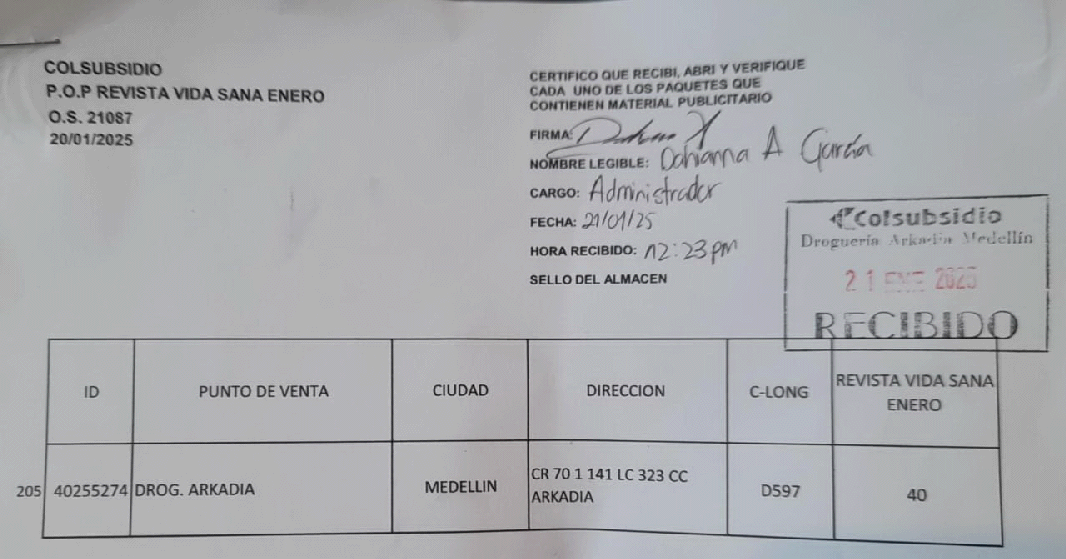 COLSUBSIDIO
P.O.P REVISTA VIDA SANA ENERO
O.S. 21087
20/01/2025
CERTIFICO QUE RECIBI, ABRI Y VERIFIQUE
CADA UNO DE LOS PAQUETES QUE
CONTIENEN MATERIAL PUBLICITARIO
FIRMA:
NOMBRE LEGIBLE: Dahianna A García
CARGO: Administrador
FECHA: 21/01/25
HORA RECIBIDO: 12:23pm
SELLO DEL ALMACEN
Colsubsidio
Droguería Arkadia Medellín
21 ENE 2025
RECIBIDO
ID PUNTO DE VENTA CIUDAD DIRECCION C-LONG REVISTA VIDA SANA ENERO
205 40255274 DROG. ARKADIA MEDELLIN CR 70 1 141 LC 323 CC ARKADIA D597 40